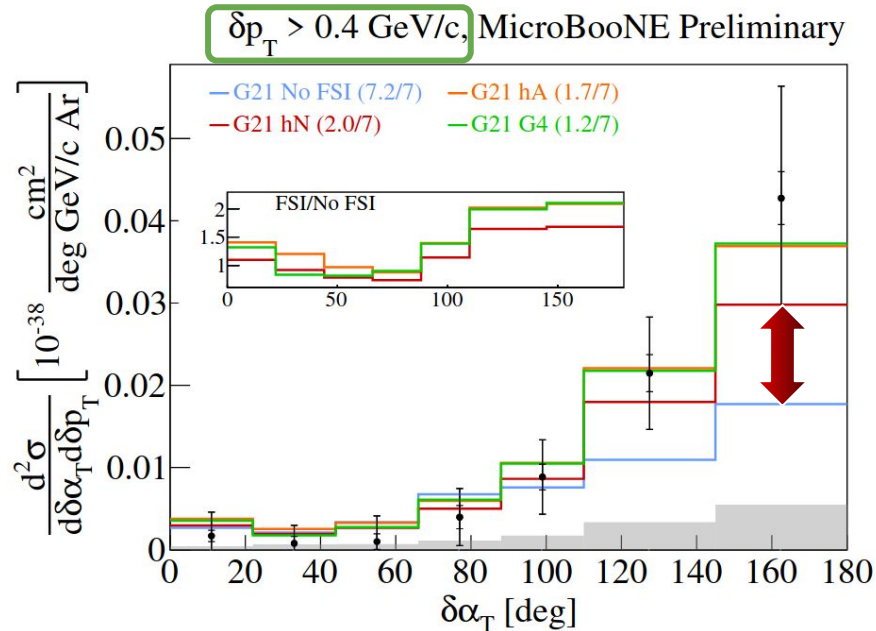 δp_T > 0.4 GeV/c, MicroBooNE Preliminary
G21 No FSI (7.2/7)
G21 hA (1.7/7)
G21 hN (2.0/7)
G21 G4 (1.2/7)
FSI/No FSI
2
1.5
1
0 50 100 150
0.05
0.04
0.03
0.02
0.01
0
d²σ/dδα_T dδp_T [10⁻³⁸ cm²/deg GeV/c Ar]
0 20 40 60 80 100 120 140 160 180
δα_T [deg]